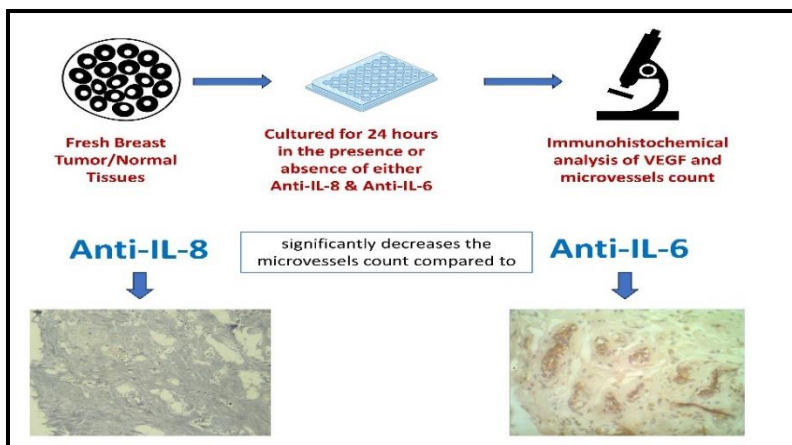 Fresh Breast
Tumor/Normal
Tissues
Cultured for 24 hours
in the presence or
absence of either
Anti-IL-8 & Anti-IL-6
Immunohistochemical
analysis of VEGF and
microvessels count
Anti-IL-8
significantly decreases the
microvessels count compared to
Anti-IL-6